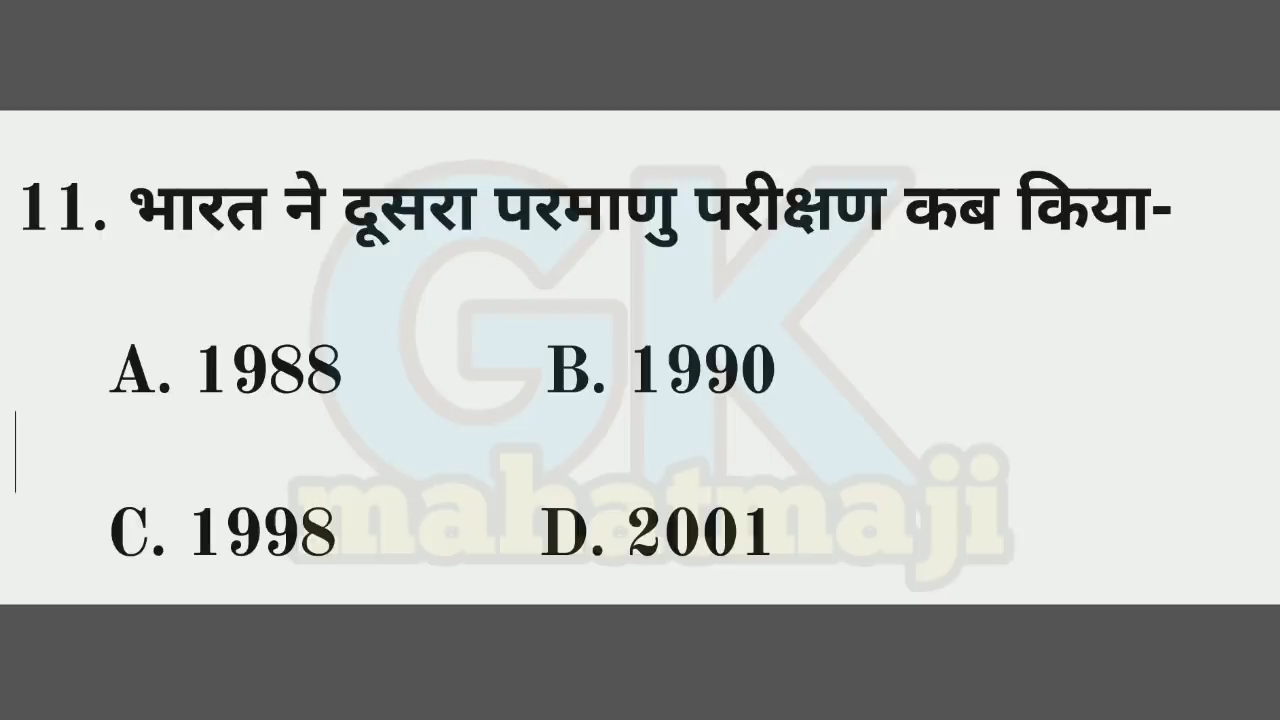 11. भारत ने दूसरा परमाणु परीक्षण कब किया-
A. 1988 B. 1990
C. 1998 D. 2001
GK
mahatmaji